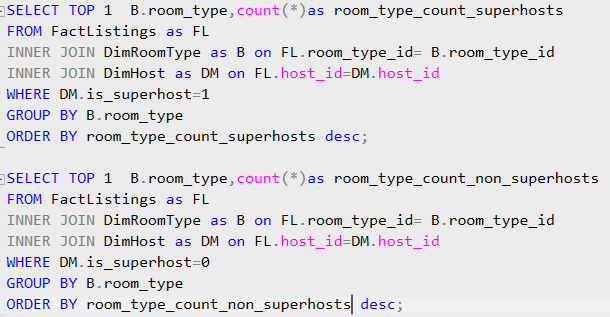 SELECT TOP 1  B.room_type,count(*)as room_type_count_superhosts
FROM FactListings as FL
INNER JOIN DimRoomType as B on FL.room_type_id= B.room_type_id
INNER JOIN DimHost as DM on FL.host_id=DM.host_id
WHERE DM.is_superhost=1
GROUP BY B.room_type
ORDER BY room_type_count_superhosts desc;
SELECT TOP 1  B.room_type,count(*)as room_type_count_non_superhosts
FROM FactListings as FL
INNER JOIN DimRoomType as B on FL.room_type_id= B.room_type_id
INNER JOIN DimHost as DM on FL.host_id=DM.host_id
WHERE DM.is_superhost=0
GROUP BY B.room_type
ORDER BY room_type_count_non_superhosts desc;